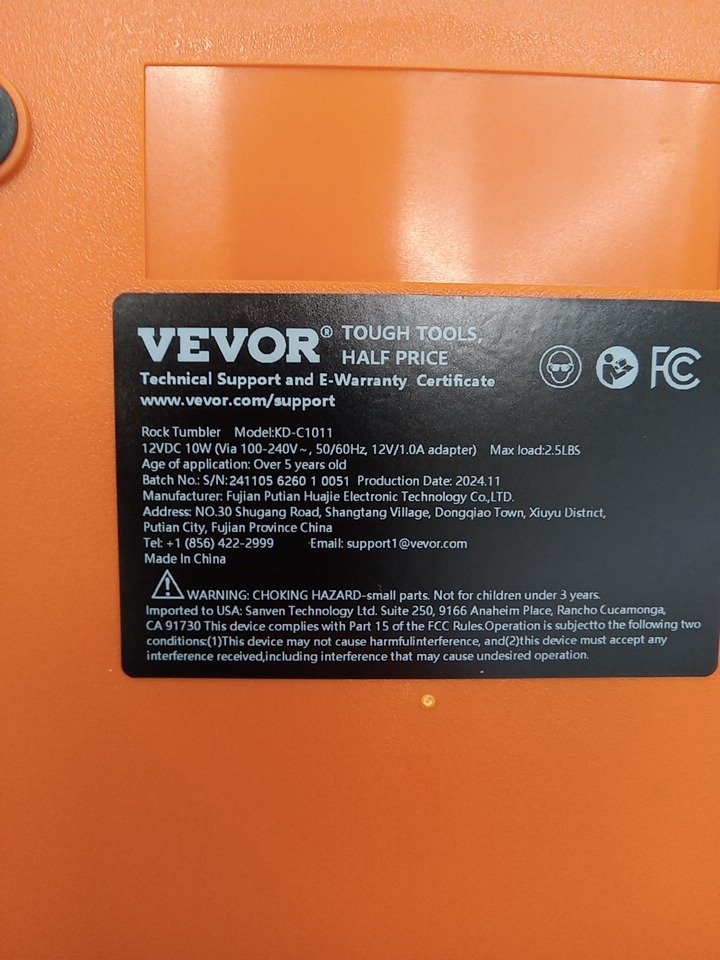 VEVOR® TOUGH TOOLS,
HALF PRICE
Technical Support and E-Warranty Certificate
www.vevor.com/support
FCC
Rock Tumbler Model:KD-C1011
12VDC 10W (Via 100-240V~, 50/60Hz, 12V/1.0A adapter) Max load:2.5LBS
Age of application: Over 5 years old
Batch No.: S/N:241105 6260 1 0051 Production Date: 2024.11
Manufacturer: Fujian Putian Huajie Electronic Technology Co.,LTD.
Address: NO.30 Shugang Road, Shangtang Village, Dongqiao Town, Xiuyu District,
Putian City, Fujian Province China
Tel: +1 (856) 422-2999 Email: support1@vevor.com
Made In China
WARNING: CHOKING HAZARD-small parts. Not for children under 3 years.
Imported to USA: Sanven Technology Ltd. Suite 250, 9166 Anaheim Place, Rancho Cucamonga,
CA 91730 This device complies with Part 15 of the FCC Rules.Operation is subjectto the following two
conditions:(1)This device may not cause harmfulinterference, and(2)this device must accept any
interference received,including interference that may cause undesired operation.